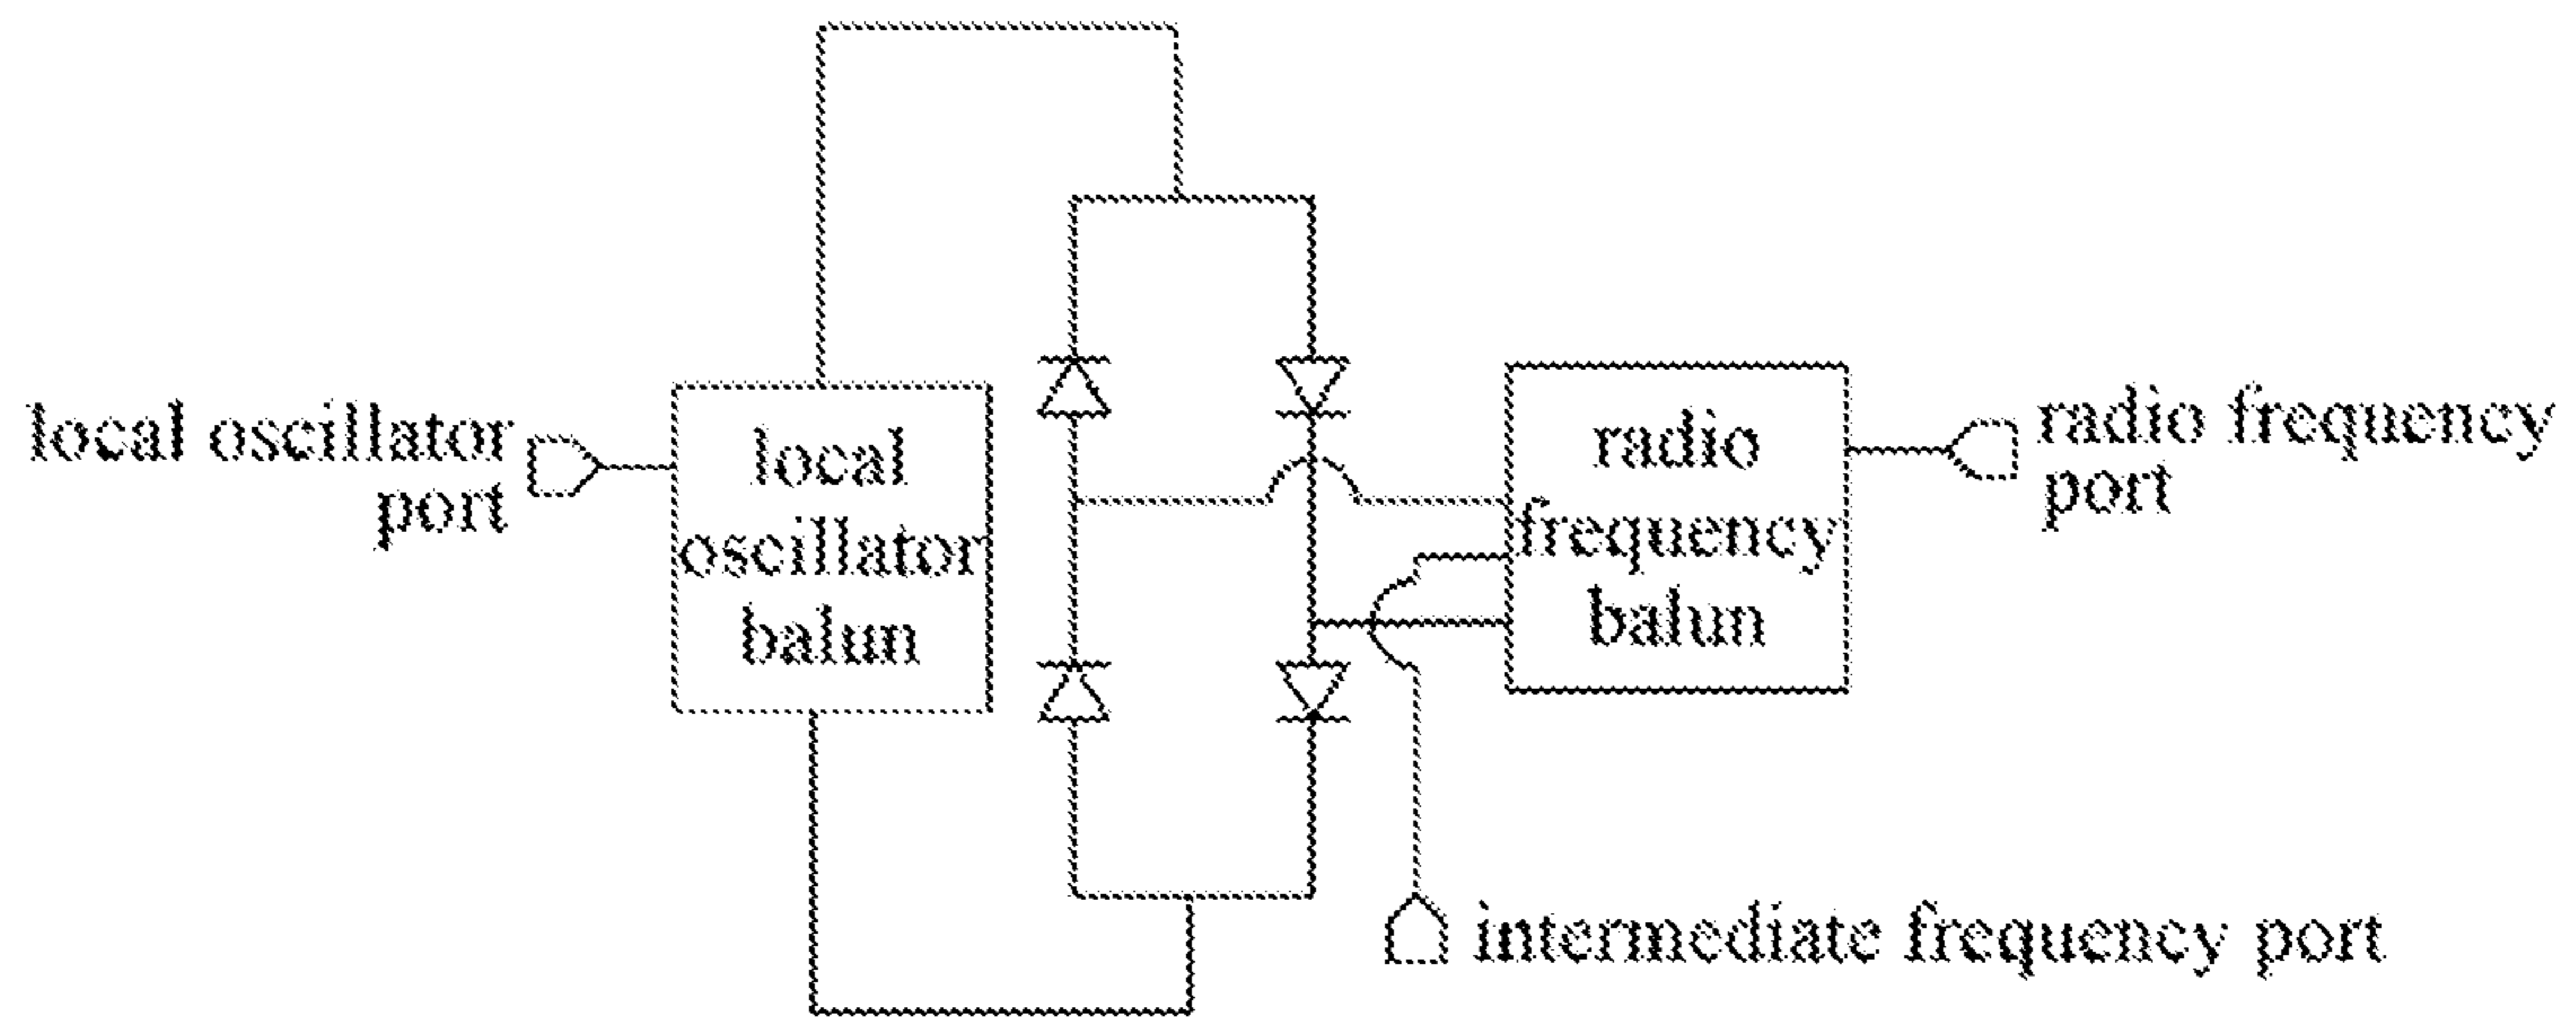 local oscillator
port
local
oscillator
balun
radio
frequency
balun
radio frequency
port
intermediate frequency port